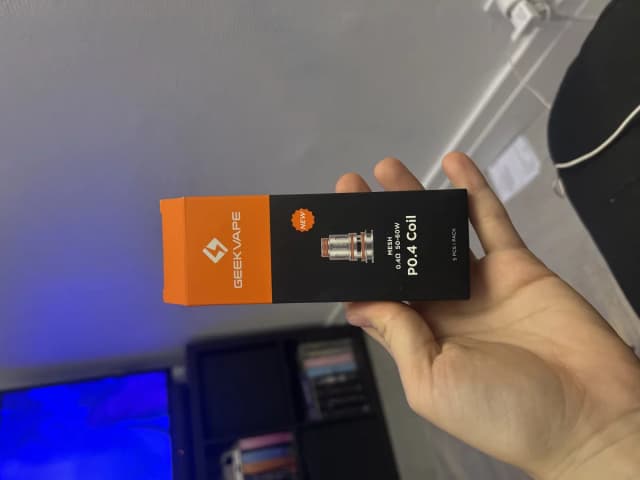 GEEKVAPE
NEW
MESH
0.4Ω 50-60W
P0.4 Coil
5 PCS / PACK